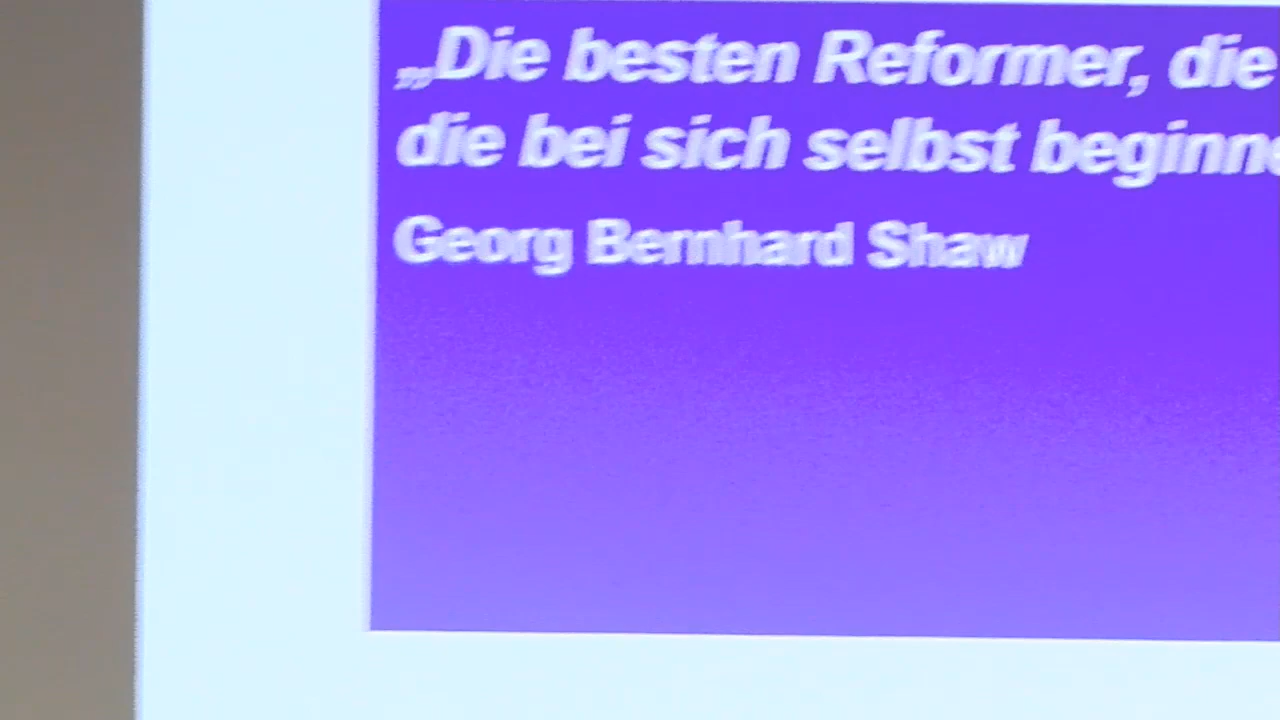 „Die besten Reformer, die
die bei sich selbst beginne
Georg Bernhard Shaw